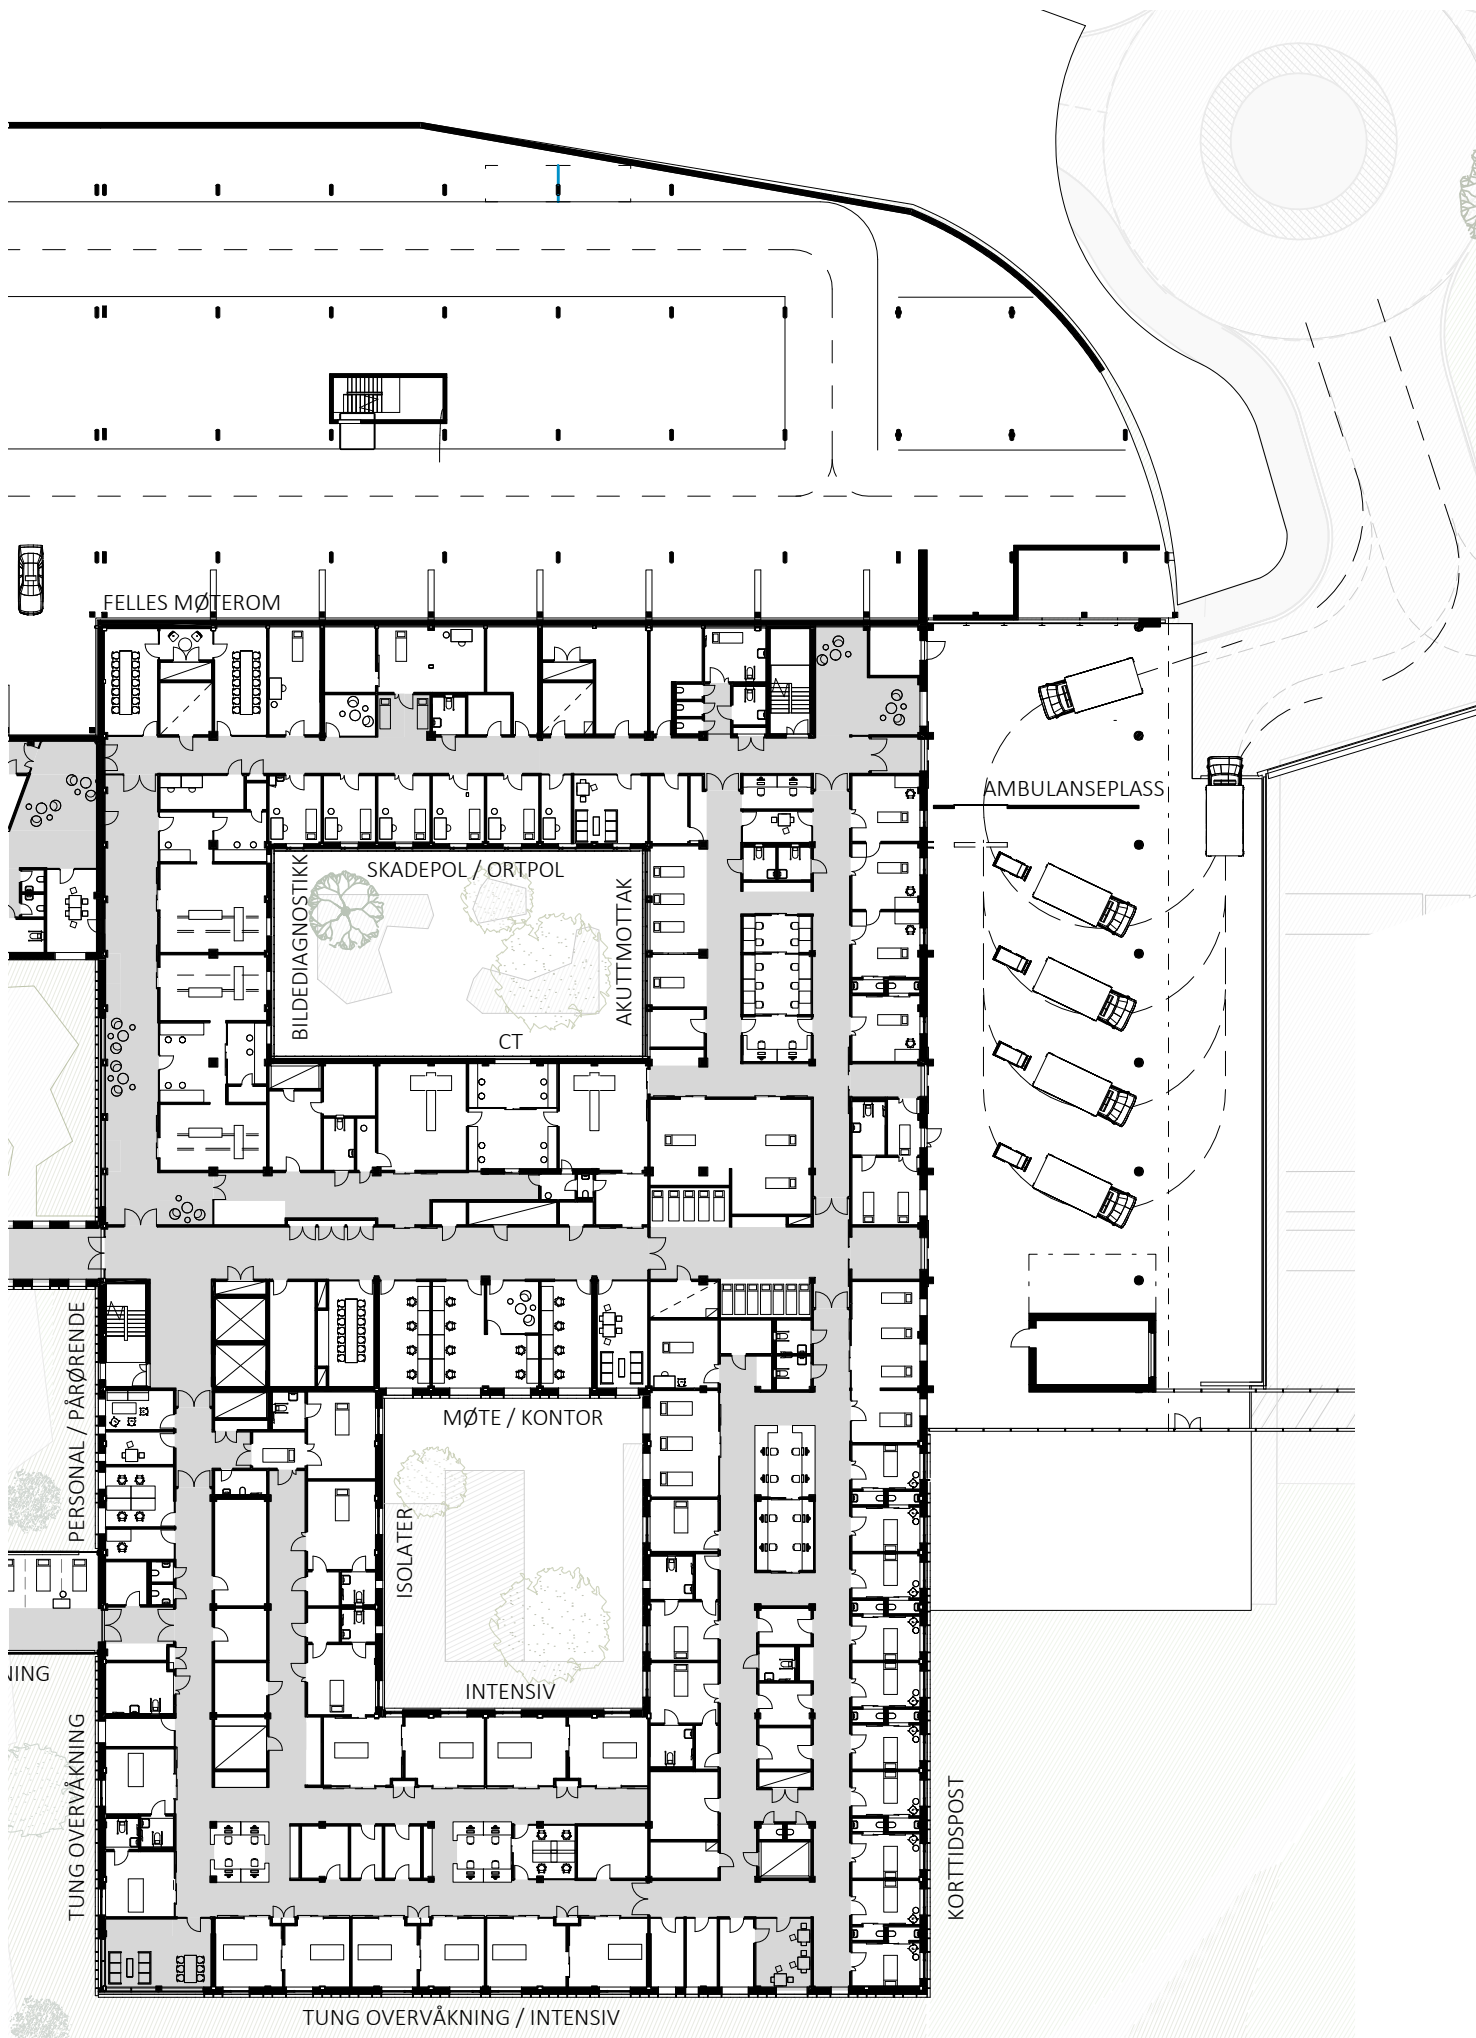 FELLES MØTEROM
AMBULANSEPLASS
SKADEPOL / ORTPOL
BILDEDIAGNOSTIKK
AKUTTMOTTAK
CT
PERSONAL / PÅRØRENDE
MØTE / KONTOR
ISOLATER
INTENSIV
NING
TUNG OVERVÅKNING
KORTTIDSPOST
TUNG OVERVÅKNING / INTENSIV